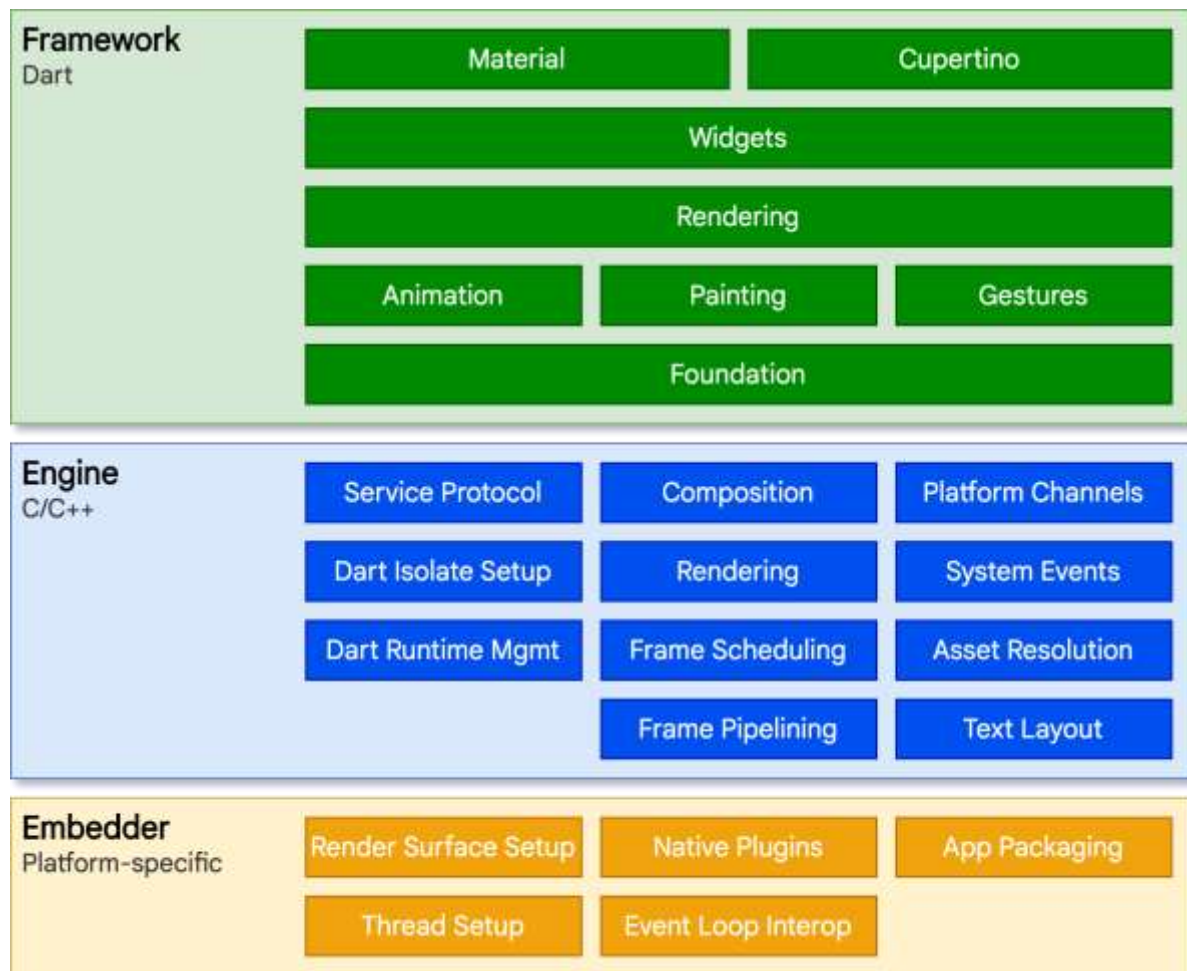 Framework
Dart
Material
Cupertino
Widgets
Rendering
Animation
Painting
Gestures
Foundation
Engine
C/C++
Service Protocol
Composition
Platform Channels
Dart Isolate Setup
Rendering
System Events
Dart Runtime Mgmt
Frame Scheduling
Asset Resolution
Frame Pipelining
Text Layout
Embedder
Platform-specific
Render Surface Setup
Native Plugins
App Packaging
Thread Setup
Event Loop Interop